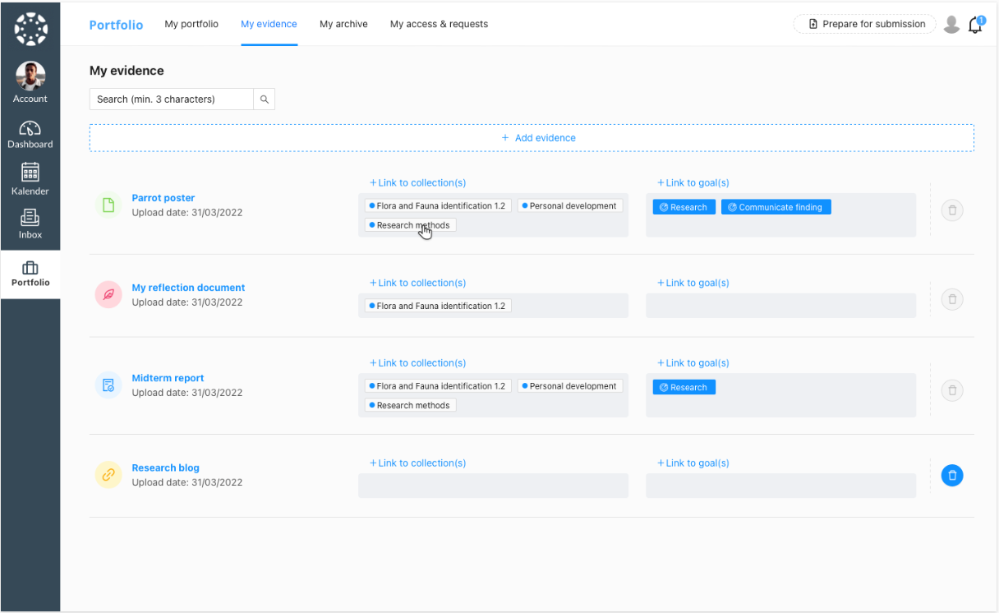 Portfolio My portfolio My evidence My archive My access & requests Prepare for submission 1
Account
Dashboard
Kalender
Inbox
Portfolio
My evidence
Search (min. 3 characters)
+ Add evidence
Parrot poster
Upload date: 31/03/2022
+Link to collection(s)
Flora and Fauna identification 1.2 Personal development
Research methods
+Link to goal(s)
Research Communicate finding
My reflection document
Upload date: 31/03/2022
+Link to collection(s)
Flora and Fauna identification 1.2
+Link to goal(s)
Midterm report
Upload date: 31/03/2022
+Link to collection(s)
Flora and Fauna identification 1.2 Personal development
Research methods
+Link to goal(s)
Research
Research blog
Upload date: 31/03/2022
+Link to collection(s)
+Link to goal(s)